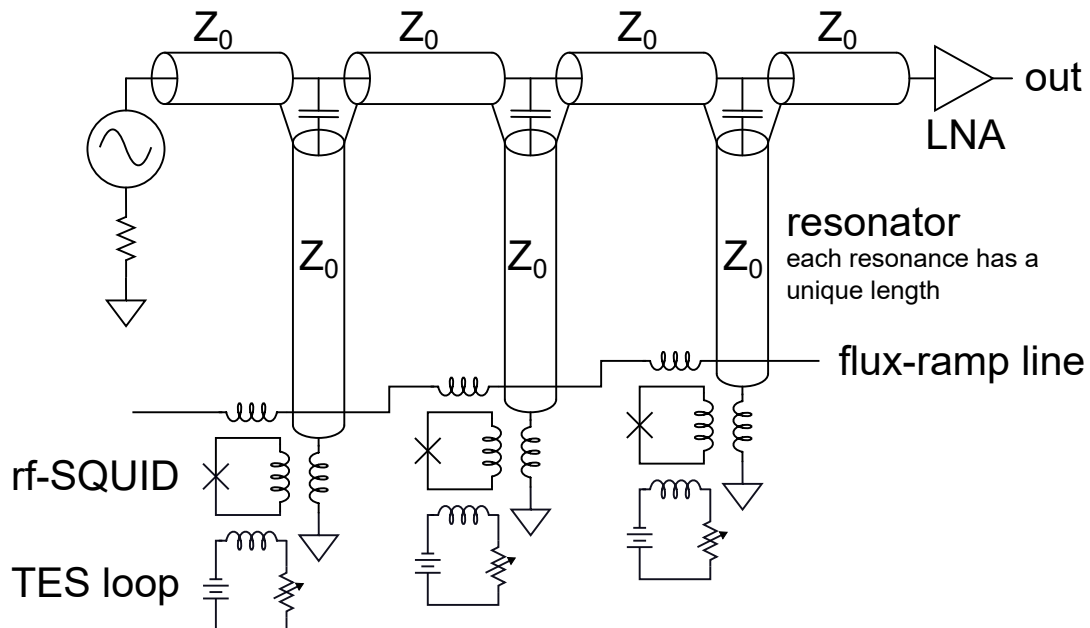 Z₀ Z₀ Z₀ Z₀
out
LNA
Z₀ Z₀ Z₀
resonator
each resonance has a
unique length
flux-ramp line
rf-SQUID
TES loop